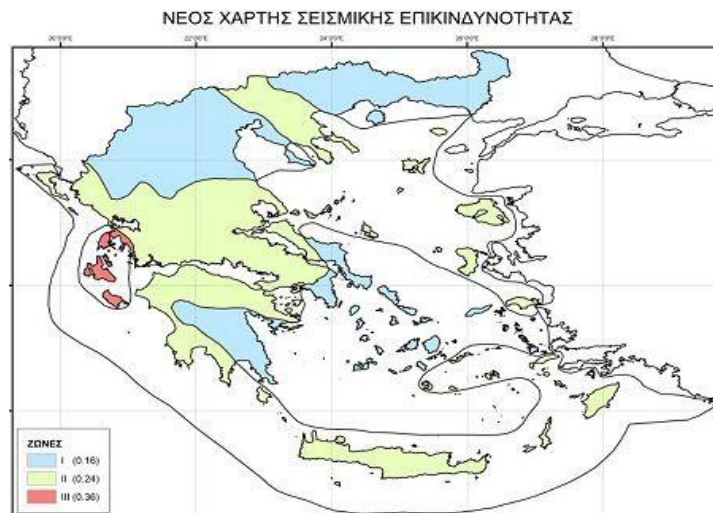 ΝΕΟΣ ΧΑΡΤΗΣ ΣΕΙΣΜΙΚΗΣ ΕΠΙΚΙΝΔΥΝΟΤΗΤΑΣ
ΖΩΝΕΣ
I (0.16)
II (0.24)
III (0.36)